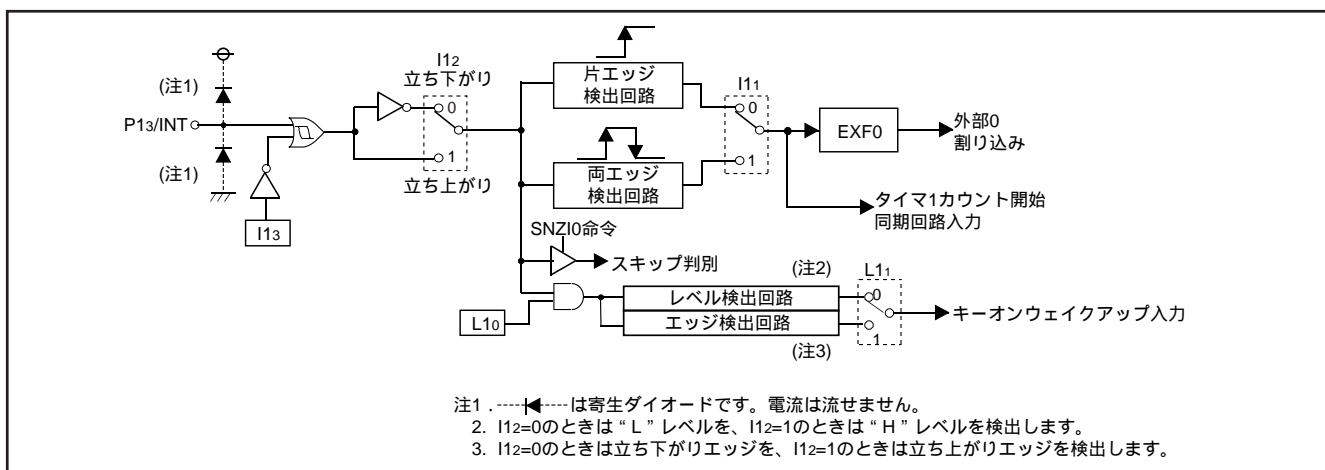 I12
立ち下がり
0
1
立ち上がり
(注1)
P13/INT
(注1)
I13
片エッジ
検出回路
両エッジ
検出回路
I11
0
1
EXF0
外部0
割り込み
タイマ1カウント開始
同期回路入力
SNZI0命令
スキップ判別
L10
(注2)
レベル検出回路
エッジ検出回路
(注3)
L11
0
1
キーオンウェイクアップ入力
注1. は寄生ダイオードです。電流は流せません。
2. I12=0のときは“L”レベルを、I12=1のときは“H”レベルを検出します。
3. I12=0のときは立ち下がりエッジを、I12=1のときは立ち上がりエッジを検出します。